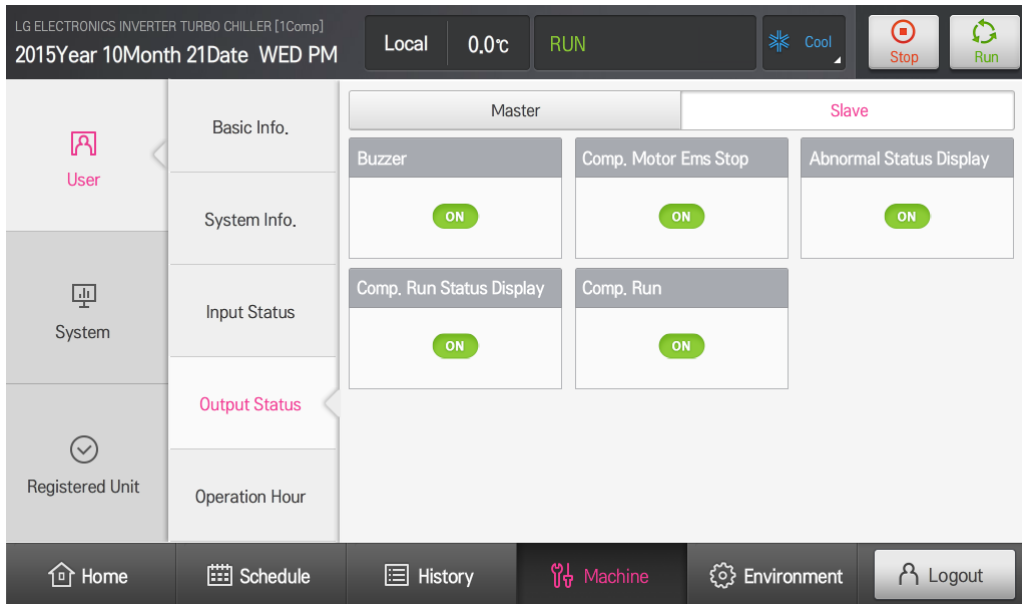 LG ELECTRONICS INVERTER TURBO CHILLER [1Comp]
2015Year 10Month 21Date WED PM
Local 0.0℃ RUN Cool
Stop Run
User
System
Registered Unit
Basic Info.
System Info.
Input Status
Output Status
Operation Hour
Master Slave
Buzzer Comp. Motor Ems Stop Abnormal Status Display
ON ON ON
Comp. Run Status Display Comp. Run
ON ON
Home Schedule History Machine Environment Logout